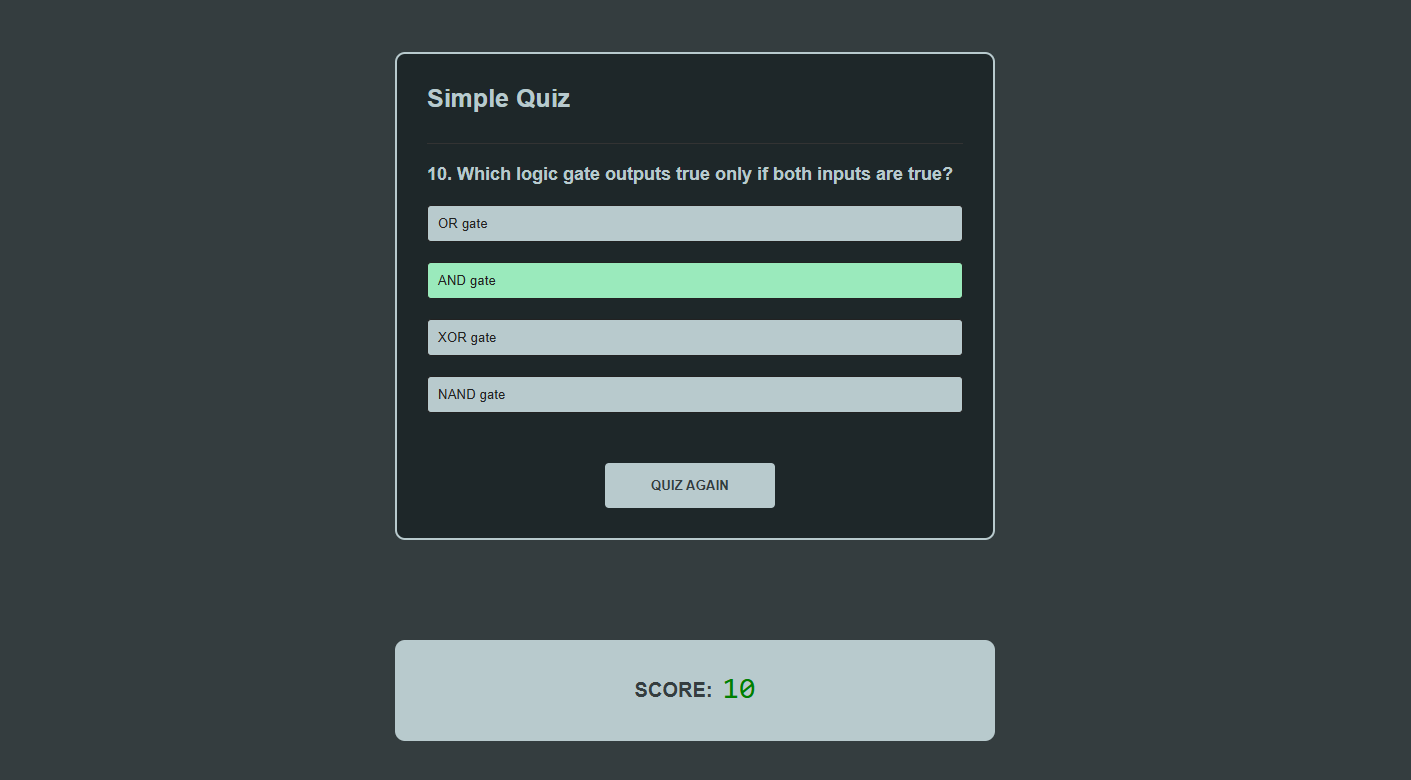 Simple Quiz
10. Which logic gate outputs true only if both inputs are true?
OR gate
AND gate
XOR gate
NAND gate
QUIZ AGAIN
SCORE: 10